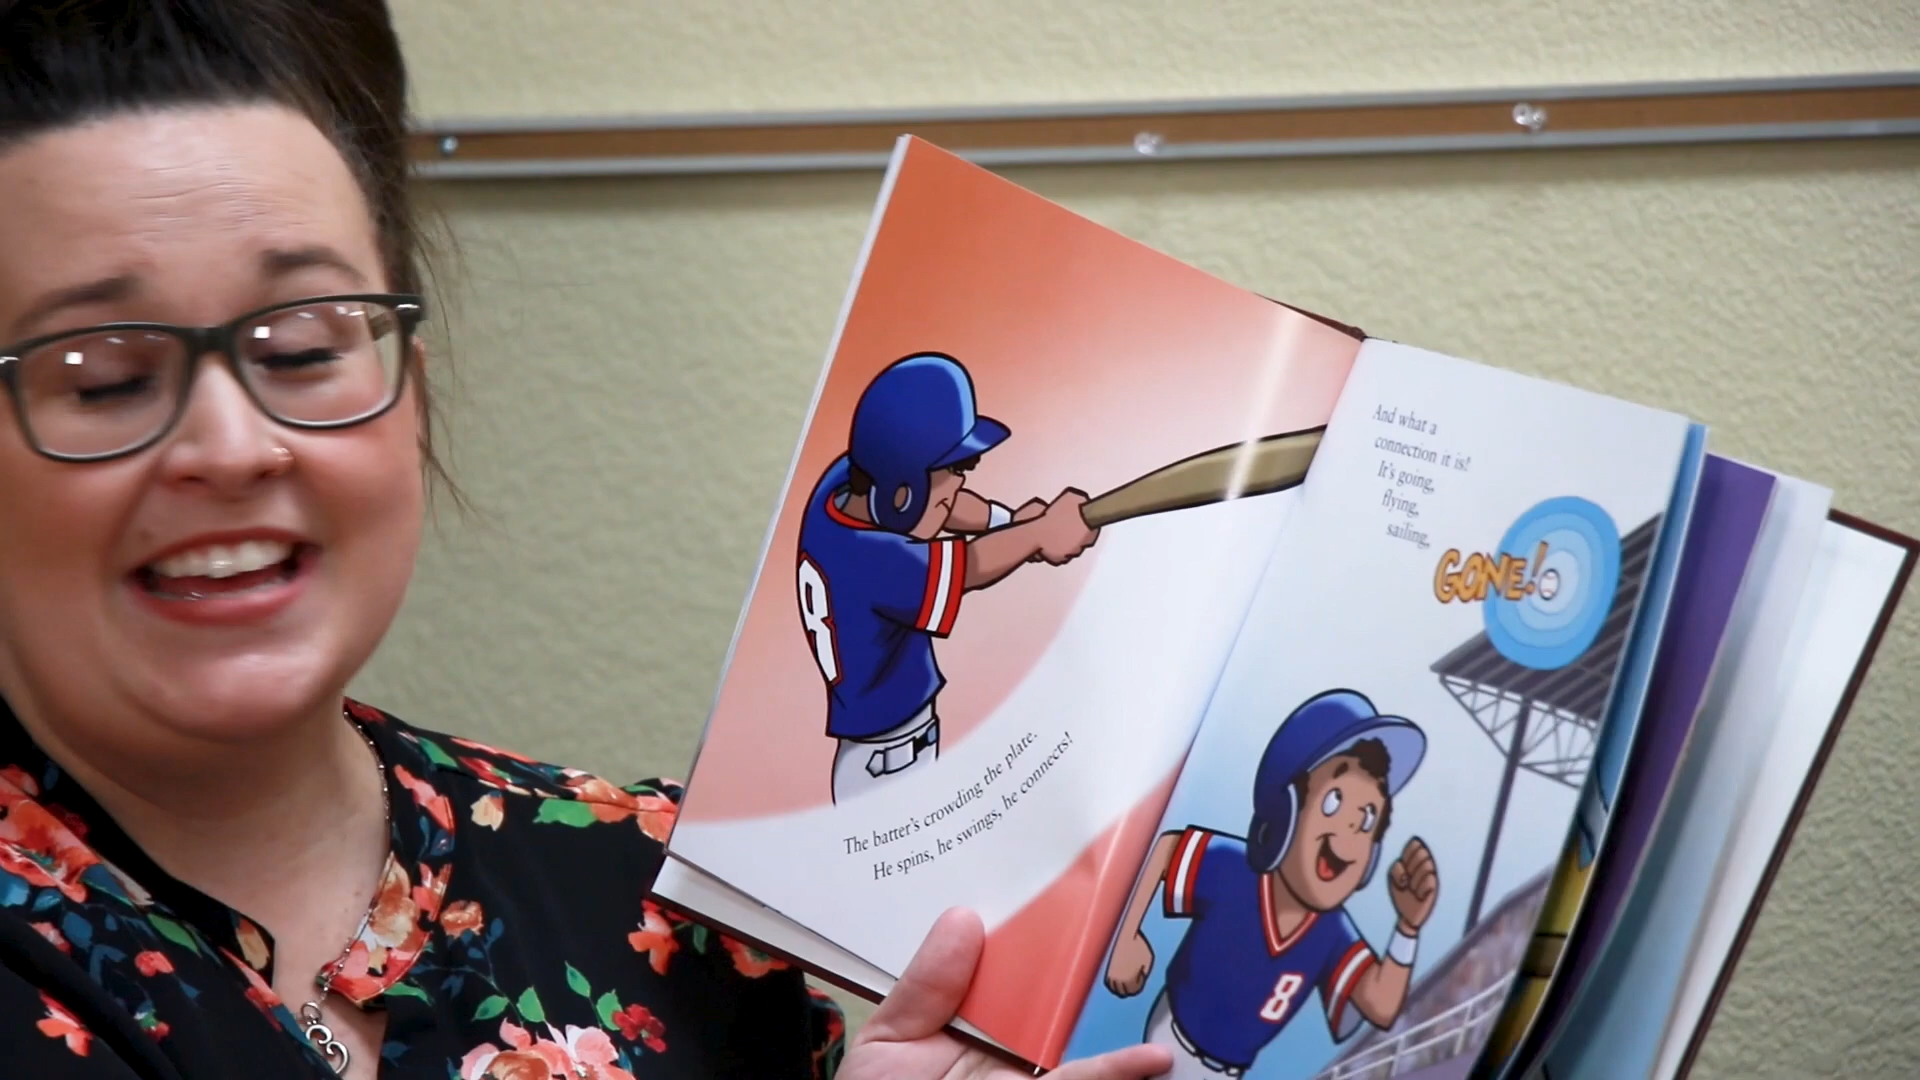 8
The batter's crowding the plate.
He spins, he swings, he connects!
And what a
connection it is!
It's going,
flying,
sailing,
GONE!
8